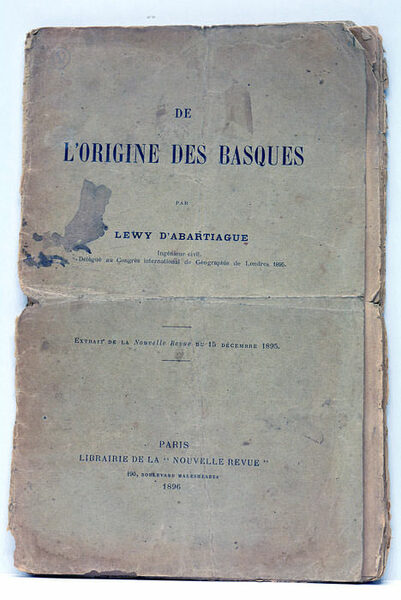 DE
L'ORIGINE DES BASQUES
PAR
LEWY D'ABARTIAGUE
Ingénieur civil,
Délégué au Congrès international de Géographie de Londres 1895.
EXTRAIT DE LA Nouvelle Revue DU 15 DÉCEMBRE 1895.
PARIS
LIBRAIRIE DE LA "NOUVELLE REVUE"
BOULEVARD MALESHERBES
1896